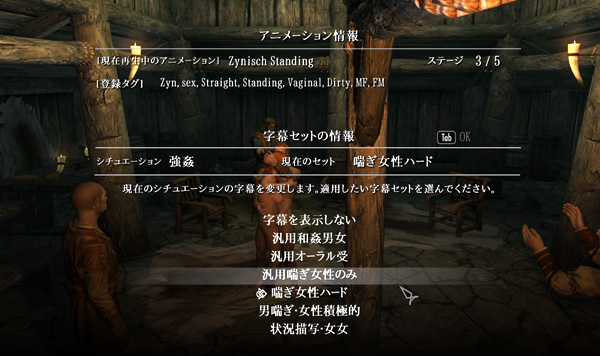 アニメーション情報
[現在再生中のアニメーション] Zynisch Standing ステージ 3 / 5
[登録タグ] Zyn, sex, Straight, Standing, Vaginal, Dirty, MF, FM
字幕セットの情報 Tab OK
シチュエーション 強姦 現在のセット 喘ぎ女性ハード
現在のシチュエーションの字幕を変更します。適用したい字幕セットを選んでください。
字幕を表示しない
汎用和姦男女
汎用オーラル受
汎用喘ぎ女性のみ
喘ぎ女性ハード
男喘ぎ・女性積極的
状況描写・女女